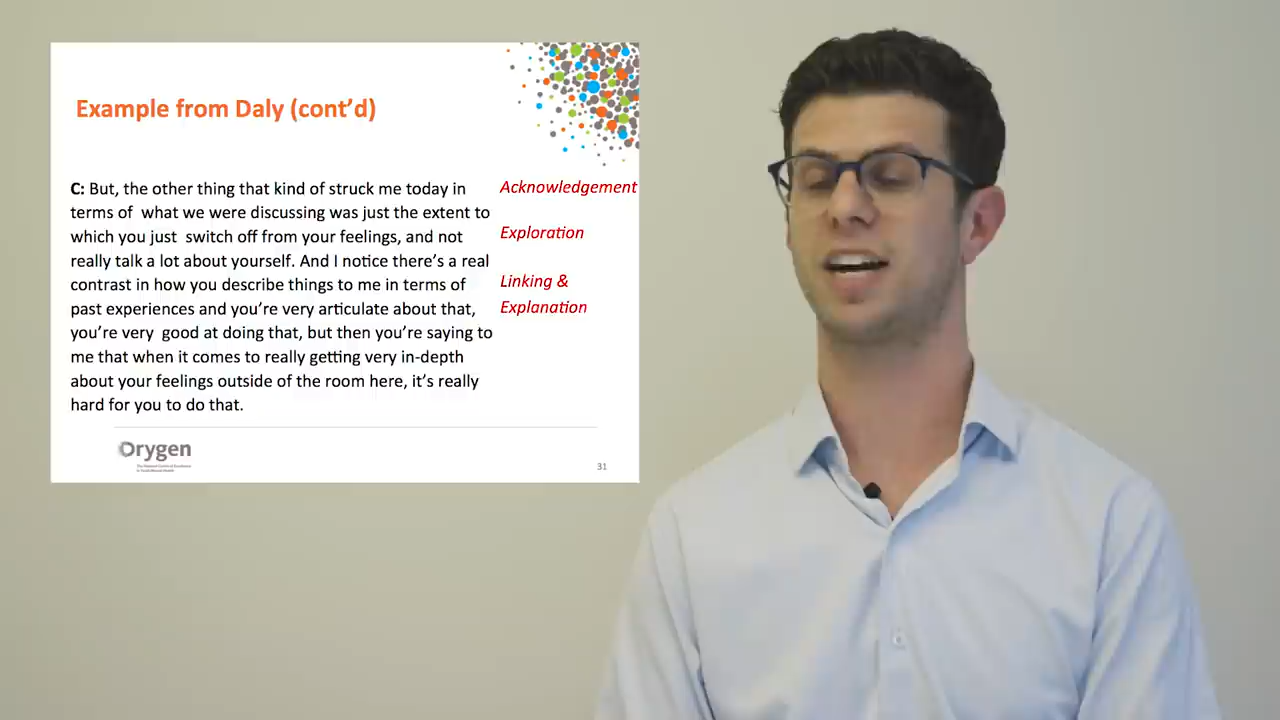 Example from Daly (cont'd)
C: But, the other thing that kind of struck me today in
terms of what we were discussing was just the extent to
which you just switch off from your feelings, and not
really talk a lot about yourself. And I notice there's a real
contrast in how you describe things to me in terms of
past experiences and you're very articulate about that,
you're very good at doing that, but then you're saying to
me that when it comes to really getting very in-depth
about your feelings outside of the room here, it's really
hard for you to do that.
Acknowledgement
Exploration
Linking &
Explanation
Orygen
31